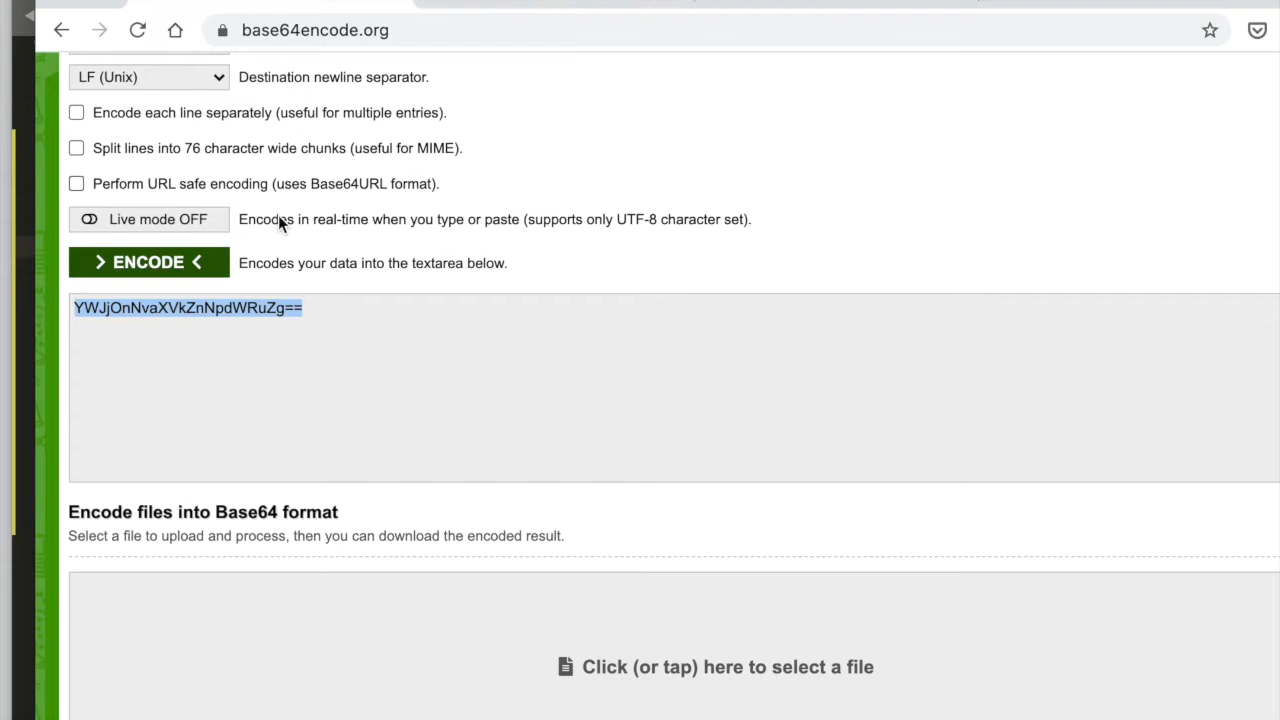 base64encode.org
LF (Unix) Destination newline separator.
Encode each line separately (useful for multiple entries).
Split lines into 76 character wide chunks (useful for MIME).
Perform URL safe encoding (uses Base64URL format).
Live mode OFF Encodes in real-time when you type or paste (supports only UTF-8 character set).
> ENCODE < Encodes your data into the textarea below.
YWJjOnNvaXVkZnNpdWRuZg==
Encode files into Base64 format
Select a file to upload and process, then you can download the encoded result.
Click (or tap) here to select a file